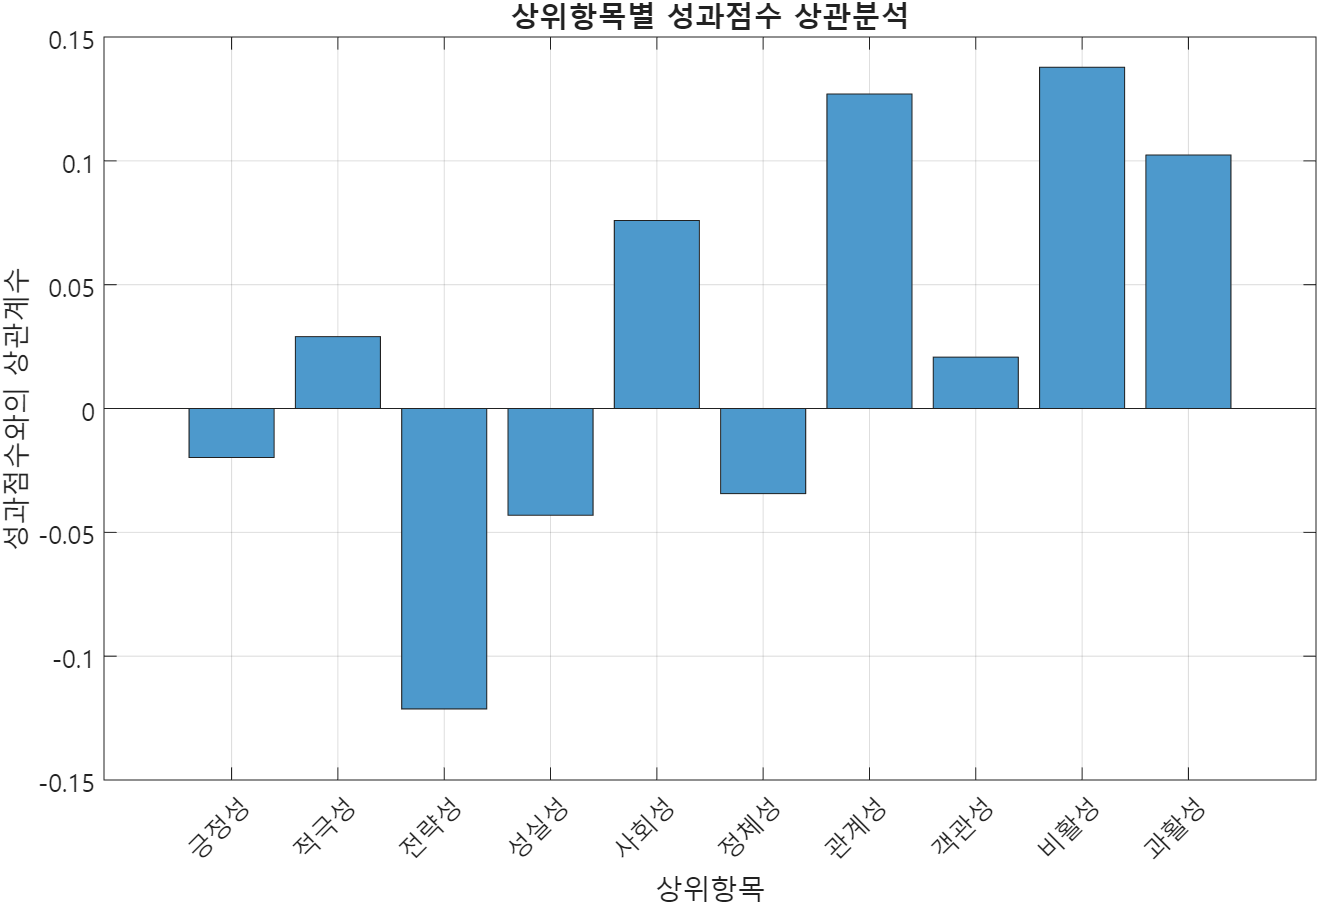 상위항목별 성과점수 상관분석
성과점수와의 상관계수
0.15
0.1
0.05
0
-0.05
-0.1
-0.15
긍정성
적극성
전략성
성실성
사회성
정체성
관계성
객관성
비활성
과활성
상위항목